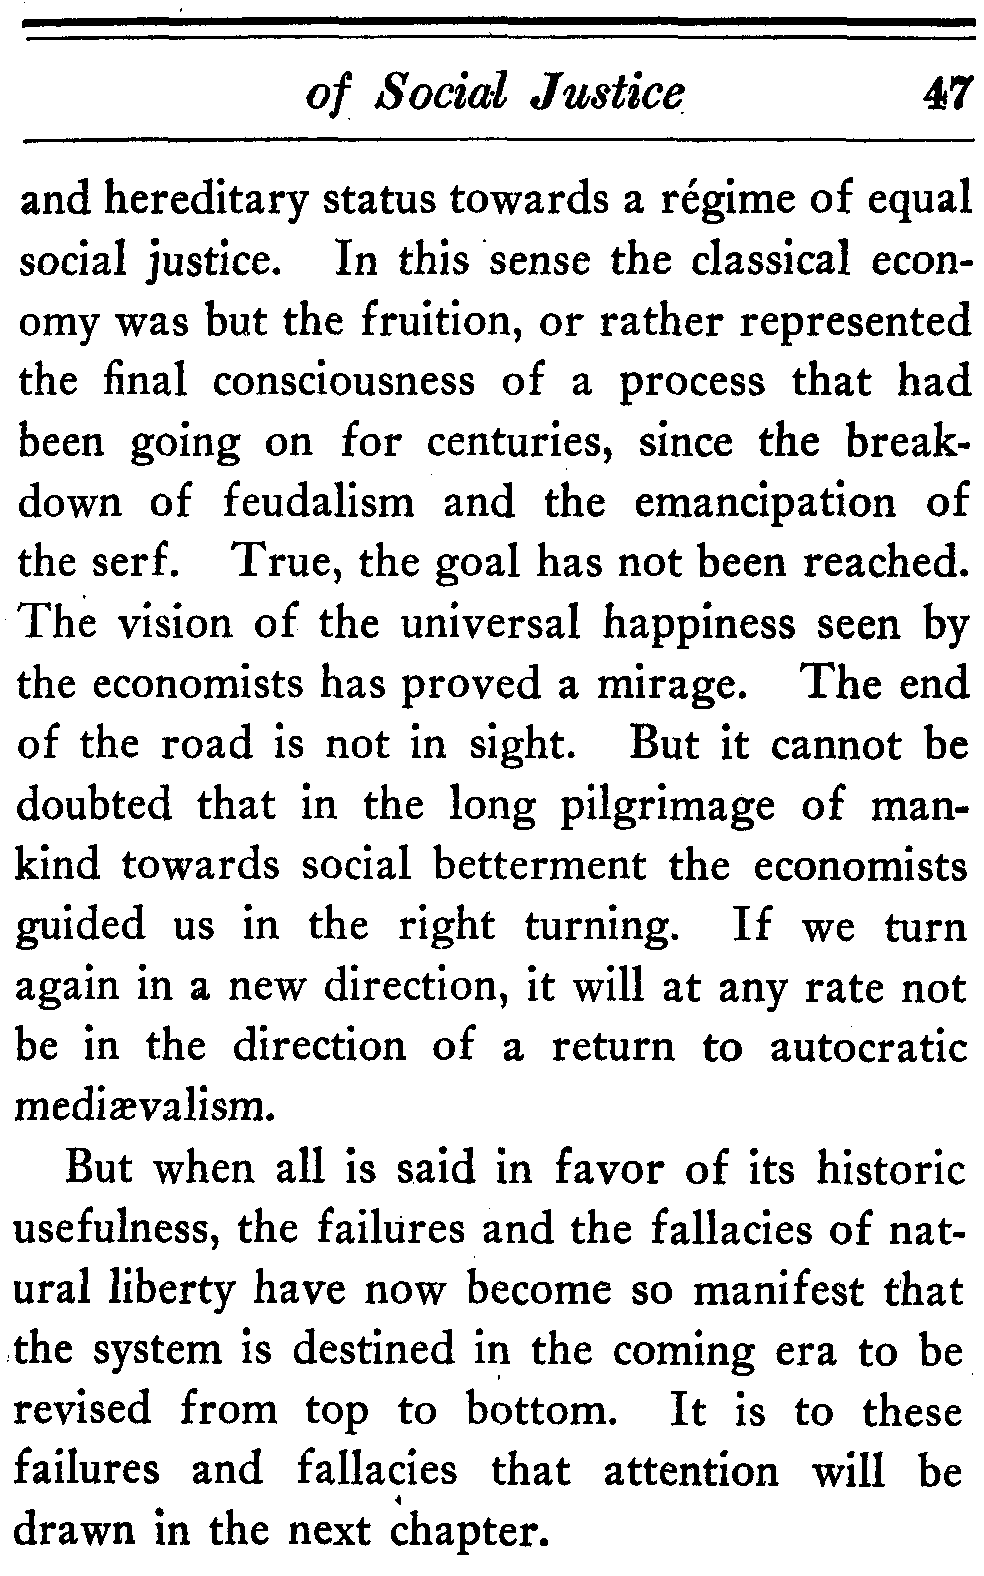 of Social Justice 47
and hereditary status towards a régime of equal
social justice. In this sense the classical econ-
omy was but the fruition, or rather represented
the final consciousness of a process that had
been going on for centuries, since the break-
down of feudalism and the emancipation of
the serf. True, the goal has not been reached.
The vision of the universal happiness seen by
the economists has proved a mirage. The end
of the road is not in sight. But it cannot be
doubted that in the long pilgrimage of man-
kind towards social betterment the economists
guided us in the right turning. If we turn
again in a new direction, it will at any rate not
be in the direction of a return to autocratic
mediævalism.
But when all is said in favor of its historic
usefulness, the failures and the fallacies of nat-
ural liberty have now become so manifest that
the system is destined in the coming era to be
revised from top to bottom. It is to these
failures and fallacies that attention will be
drawn in the next chapter.